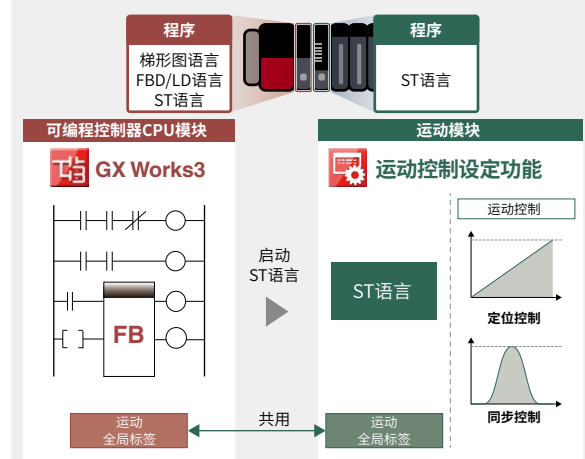 程序
梯形图语言
FBD/LD语言
ST语言
程序
ST语言
可编程控制器CPU模块
GX Works3
FB
启动
ST语言
运动模块
运动控制设定功能
ST语言
运动控制
定位控制
同步控制
运动
全局标签
共用
运动
全局标签